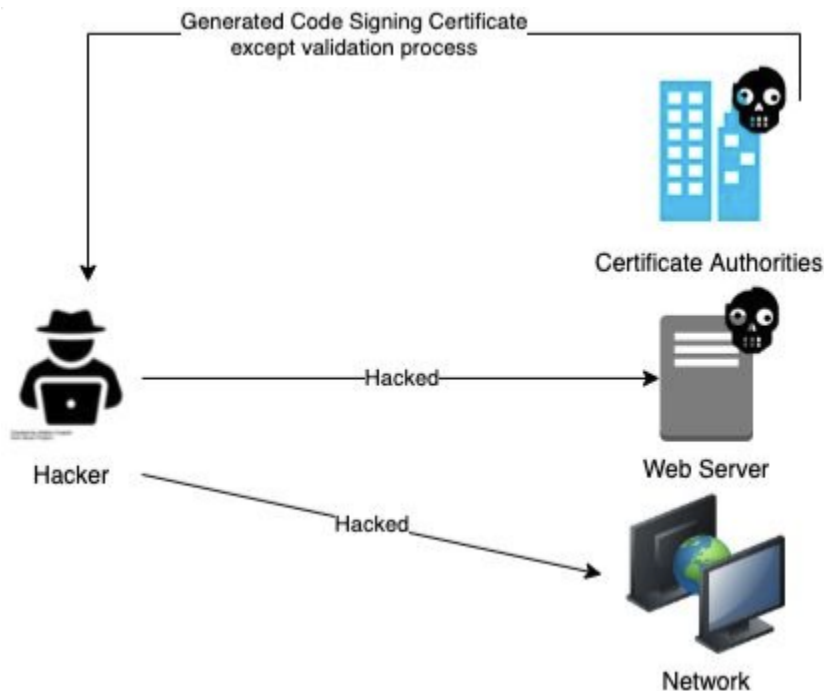 Generated Code Signing Certificate
except validation process
Certificate Authorities
Hacked
Hacker
Web Server
Hacked
Network